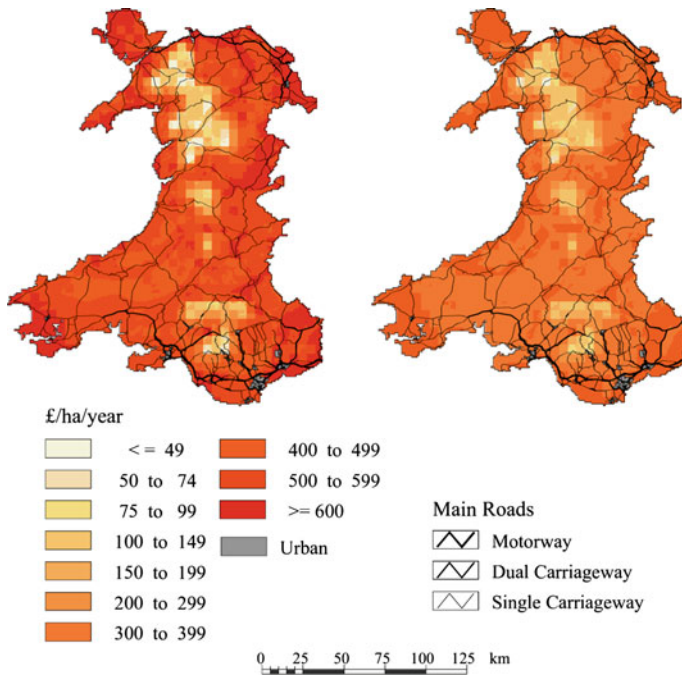 £/ha/year
< = 49
50 to 74
75 to 99
100 to 149
150 to 199
200 to 299
300 to 399
400 to 499
500 to 599
>= 600
Urban
Main Roads
Motorway
Dual Carriageway
Single Carriageway
0 25 50 75 100 125 km